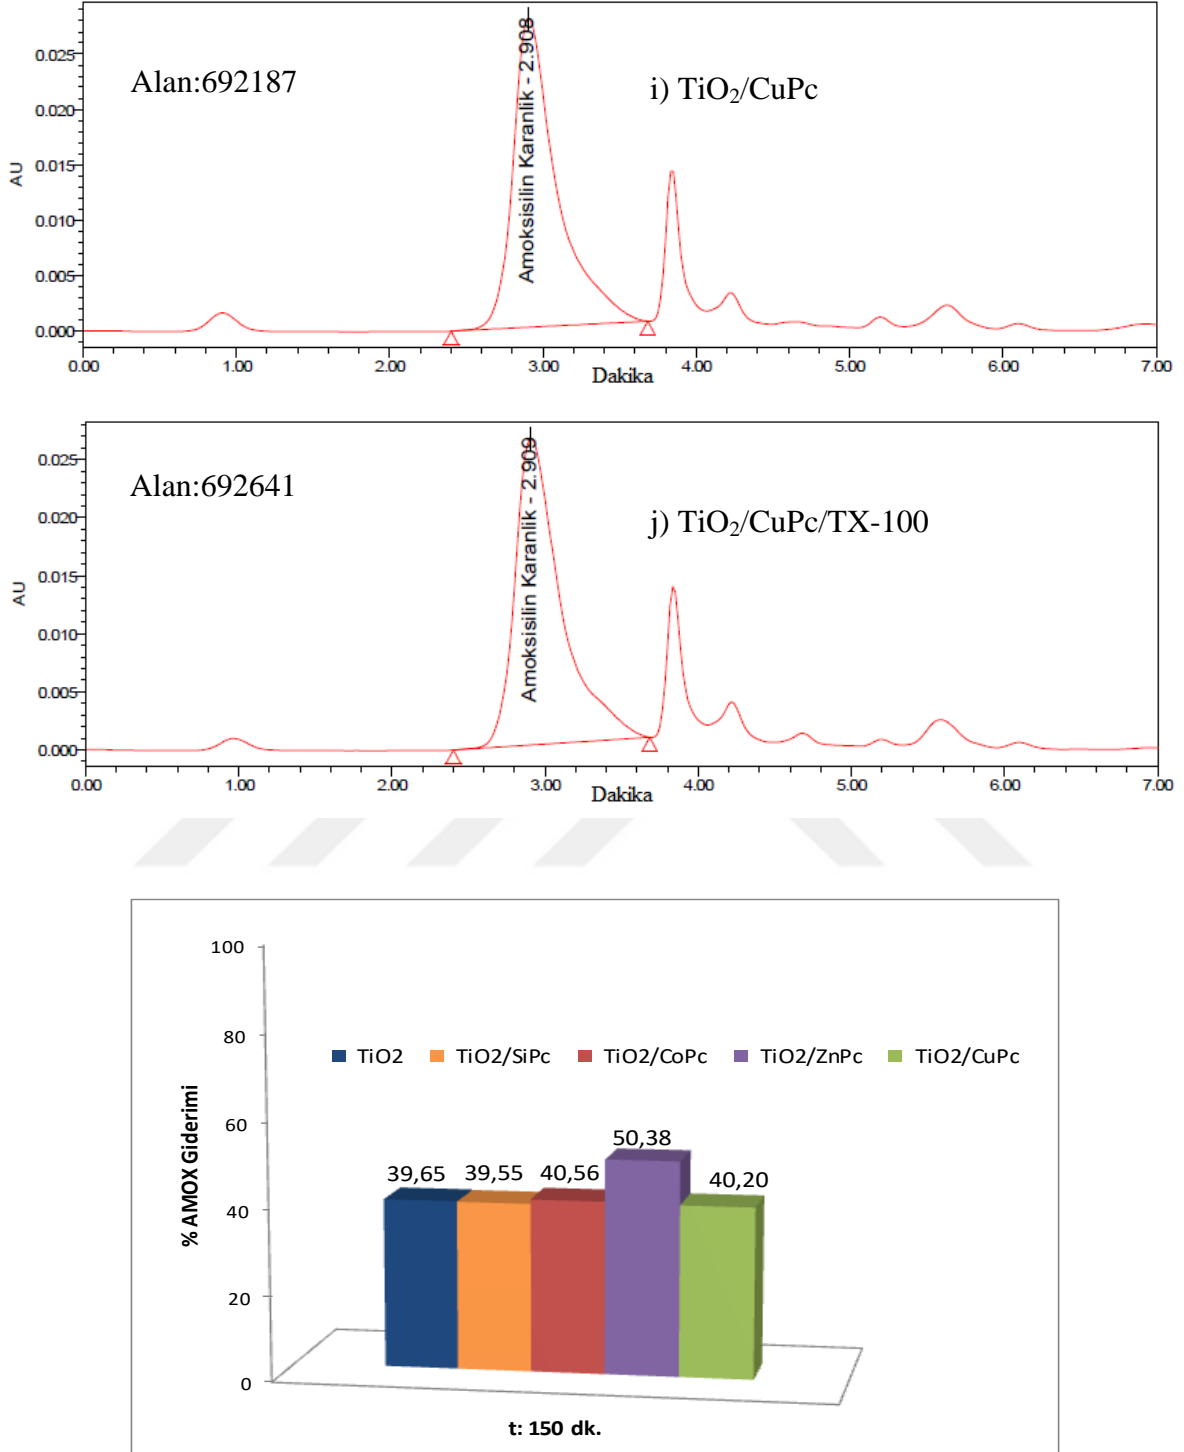 Alan:692187
i) TiO₂/CuPc
Amoksisilin Karanlik - 2.908
AU
0.025
0.020
0.015
0.010
0.005
0.000
0.00 1.00 2.00 3.00 4.00 5.00 6.00 7.00
Dakika
Alan:692641
j) TiO₂/CuPc/TX-100
Amoksisilin Karanlik - 2.909
AU
0.025
0.020
0.015
0.010
0.005
0.000
0.00 1.00 2.00 3.00 4.00 5.00 6.00 7.00
Dakika
% AMOX Giderimi
100
80
60
40
20
0
TiO2 TiO2/SiPc TiO2/CoPc TiO2/ZnPc TiO2/CuPc
39,65 39,55 40,56 50,38 40,20
t: 150 dk.